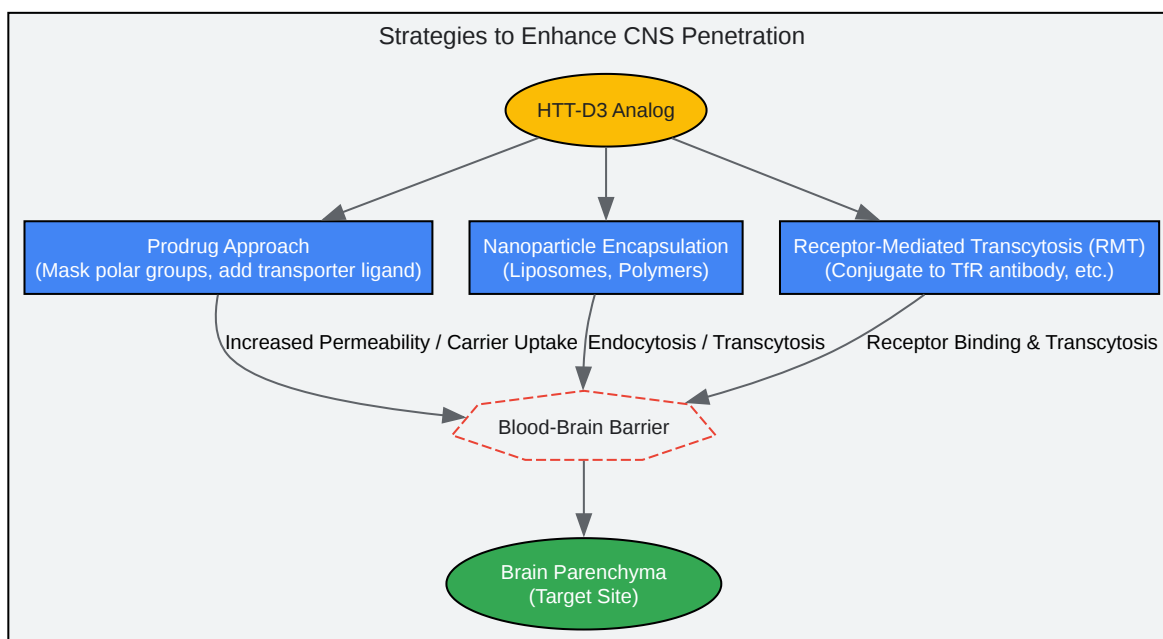 Strategies to Enhance CNS Penetration
HTT-D3 Analog
Prodrug Approach
(Mask polar groups, add transporter ligand)
Nanoparticle Encapsulation
(Liposomes, Polymers)
Receptor-Mediated Transcytosis (RMT)
(Conjugate to TfR antibody, etc.)
Increased Permeability / Carrier Uptake
Endocytosis / Transcytosis
Receptor Binding & Transcytosis
Blood-Brain Barrier
Brain Parenchyma
(Target Site)